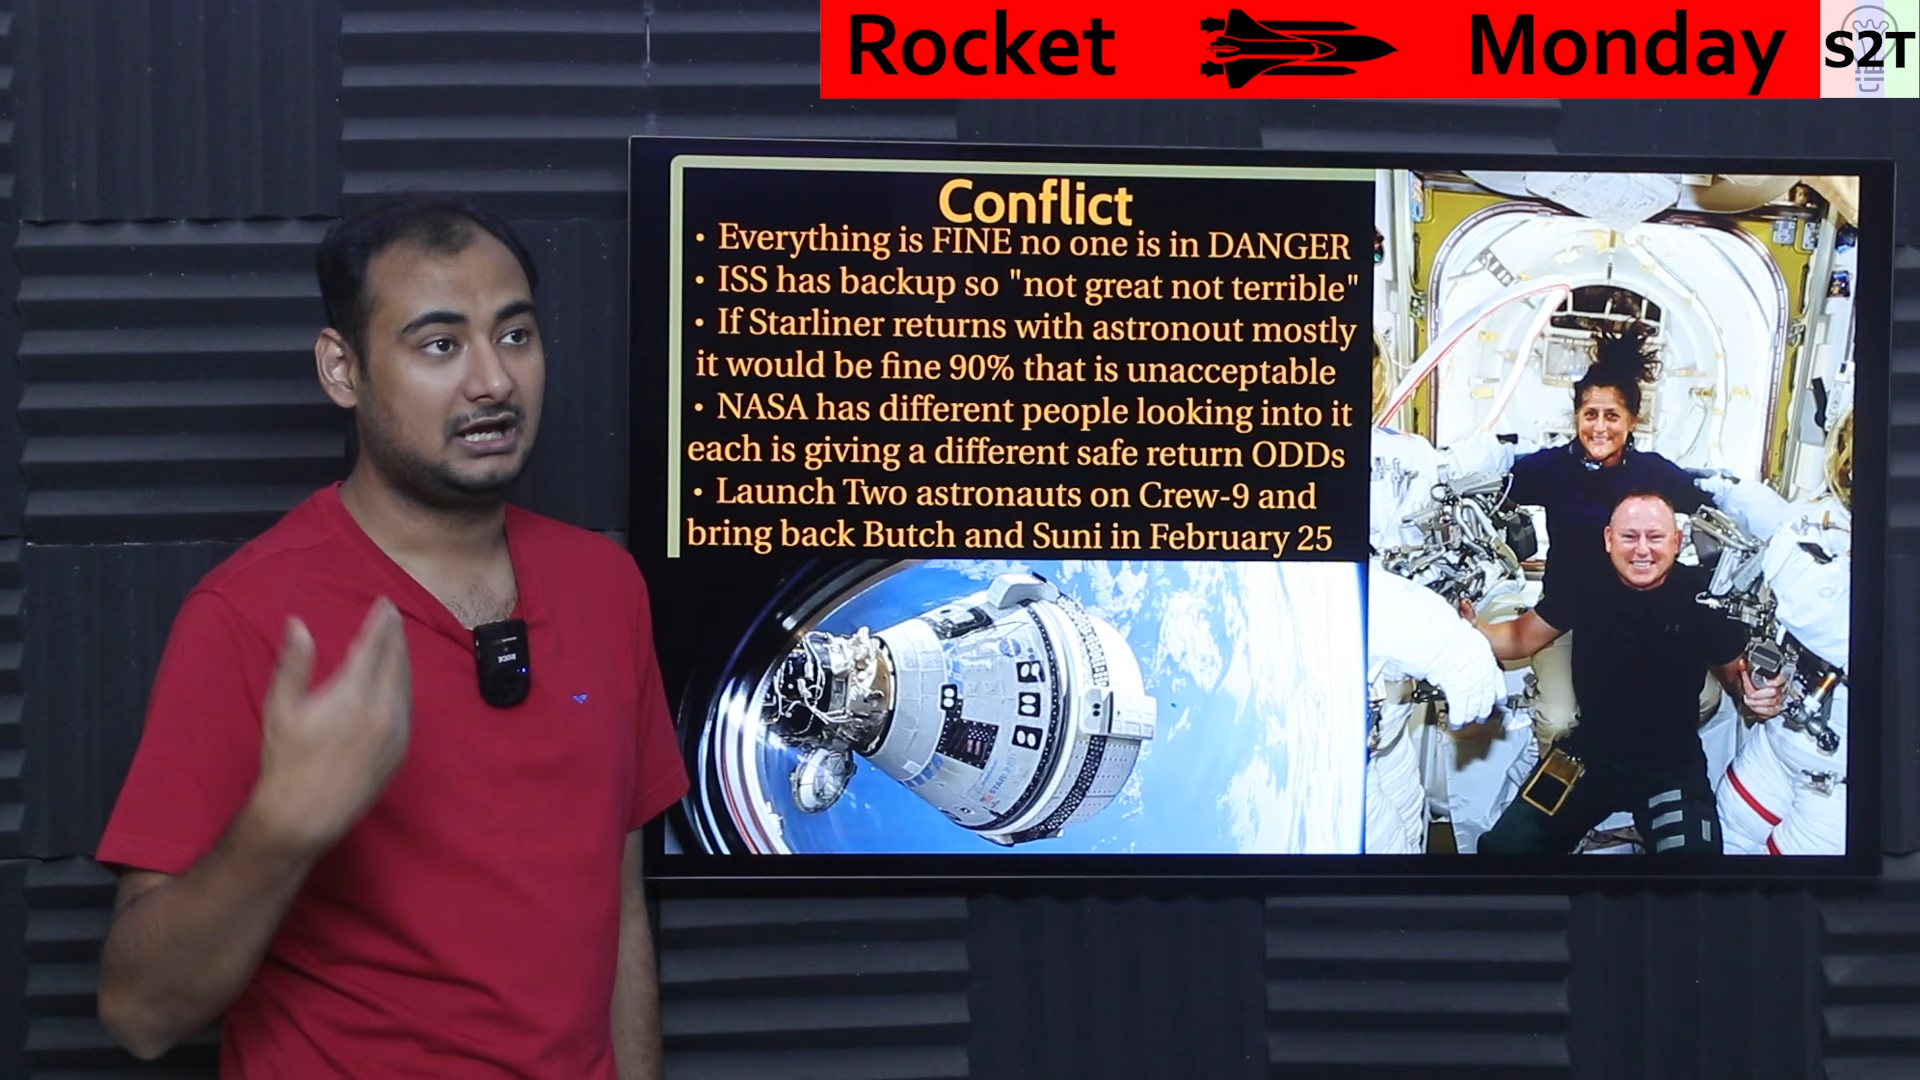 Rocket Monday
S2T
Conflict
• Everything is FINE no one is in DANGER
• ISS has backup so "not great not terrible"
• If Starliner returns with astronout mostly
it would be fine 90% that is unacceptable
• NASA has different people looking into it
each is giving a different safe return ODDs
• Launch Two astronauts on Crew-9 and
bring back Butch and Suni in February 25
RODE